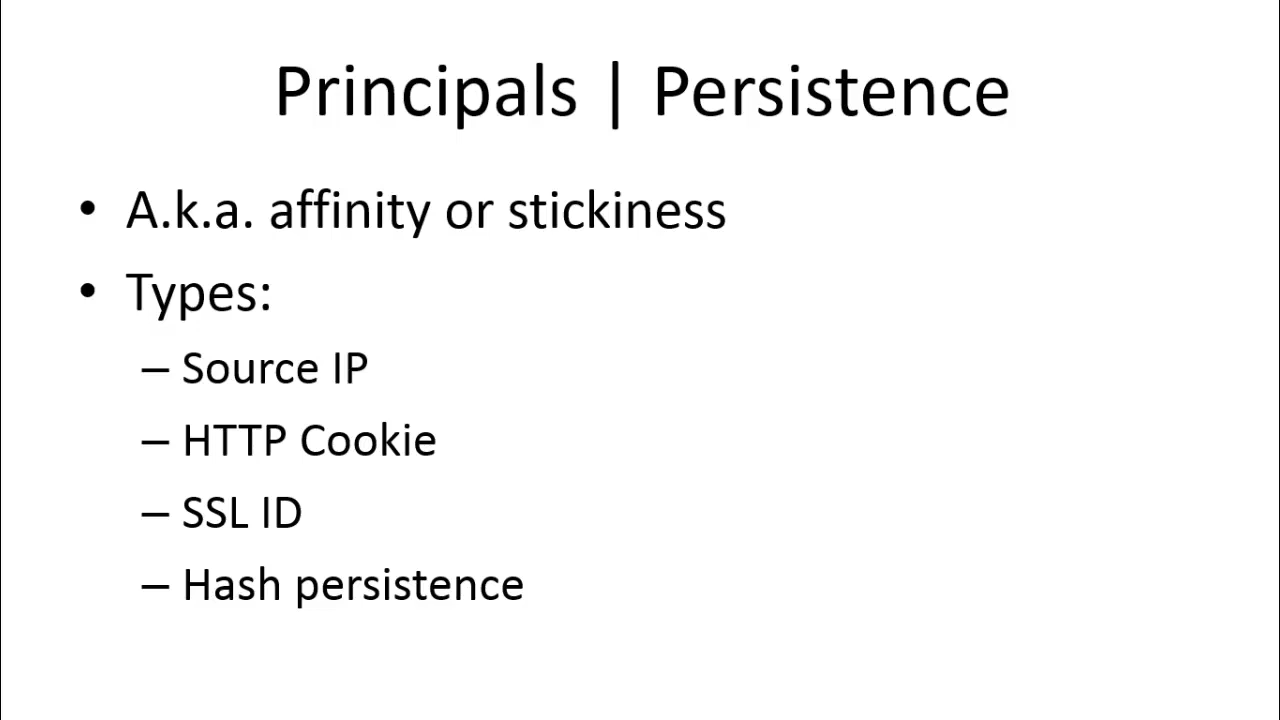 Principals | Persistence
• A.k.a. affinity or stickiness
• Types:
– Source IP
– HTTP Cookie
– SSL ID
– Hash persistence